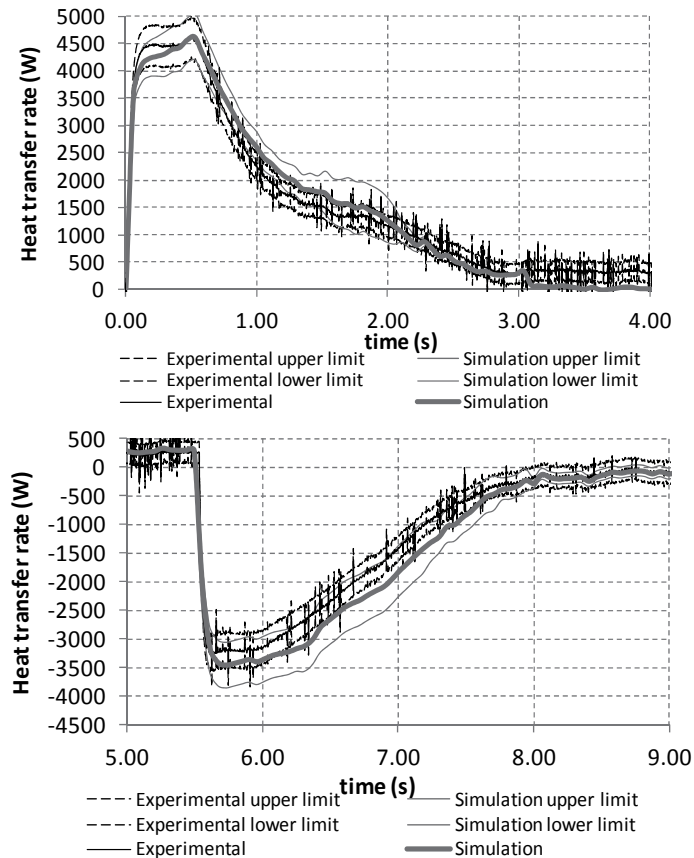 Heat transfer rate (W)
5000
4500
4000
3500
3000
2500
2000
1500
1000
500
0
0.00 1.00 2.00 3.00 4.00
time (s)
Experimental upper limit Simulation upper limit
Experimental lower limit Simulation lower limit
Experimental Simulation
Heat transfer rate (W)
500
0
-500
-1000
-1500
-2000
-2500
-3000
-3500
-4000
-4500
5.00 6.00 7.00 8.00 9.00
time (s)
Experimental upper limit Simulation upper limit
Experimental lower limit Simulation lower limit
Experimental Simulation